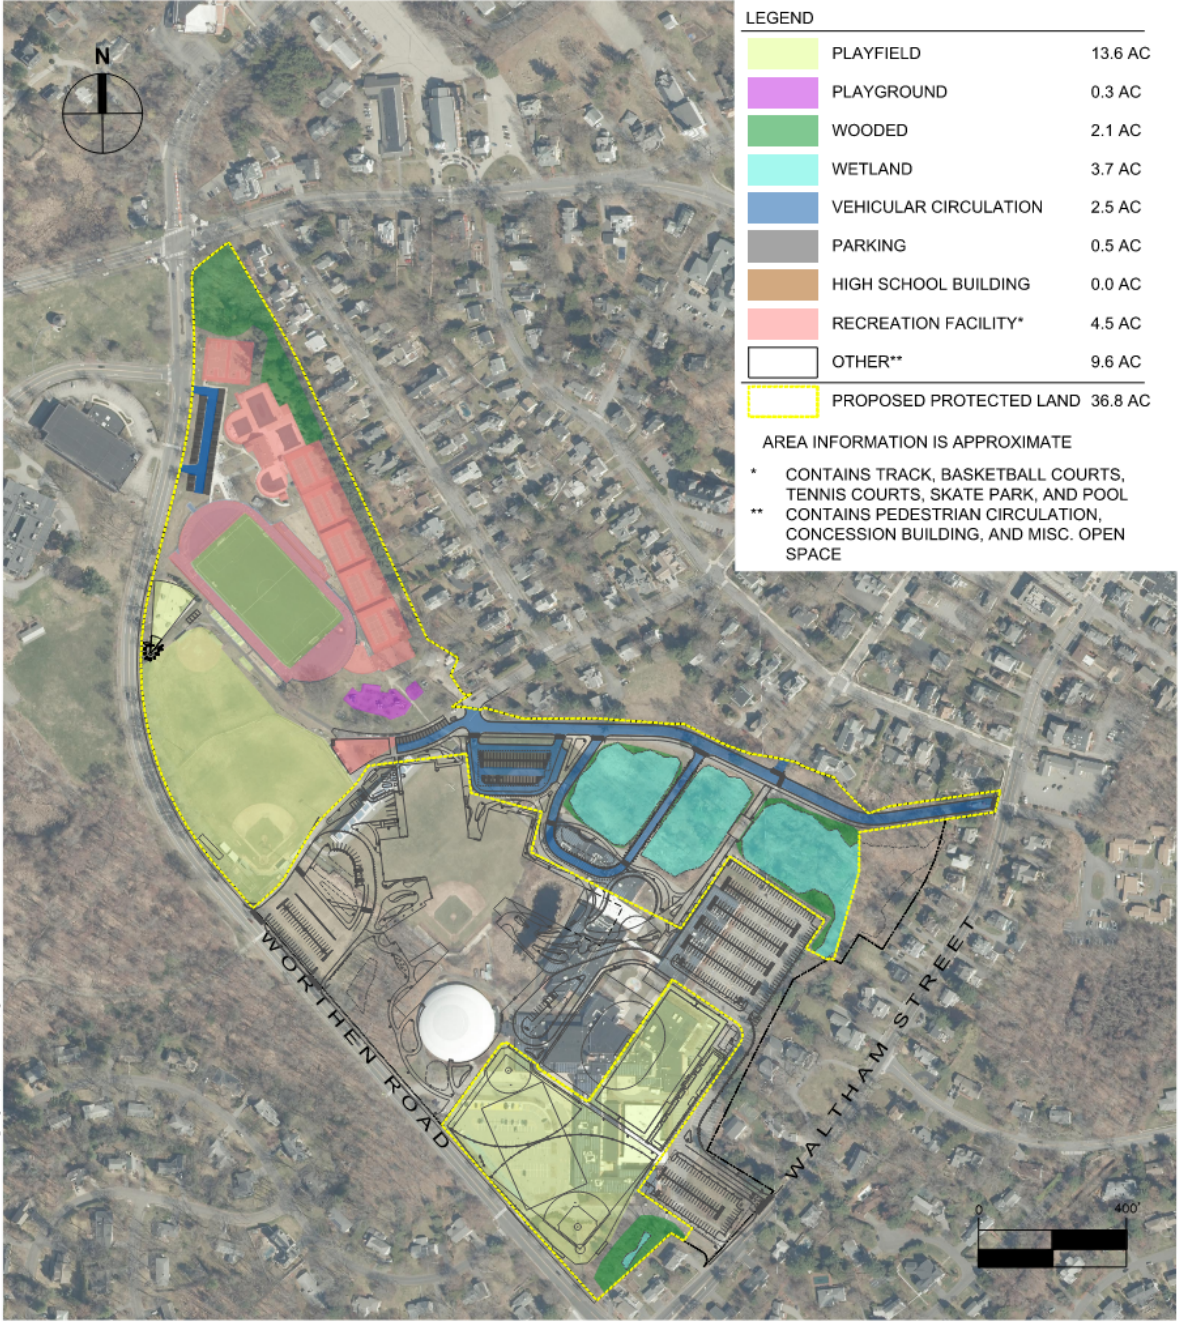 N
LEGEND
PLAYFIELD 13.6 AC
PLAYGROUND 0.3 AC
WOODED 2.1 AC
WETLAND 3.7 AC
VEHICULAR CIRCULATION 2.5 AC
PARKING 0.5 AC
HIGH SCHOOL BUILDING 0.0 AC
RECREATION FACILITY* 4.5 AC
OTHER** 9.6 AC
PROPOSED PROTECTED LAND 36.8 AC
AREA INFORMATION IS APPROXIMATE
* CONTAINS TRACK, BASKETBALL COURTS,
TENNIS COURTS, SKATE PARK, AND POOL
** CONTAINS PEDESTRIAN CIRCULATION,
CONCESSION BUILDING, AND MISC. OPEN
SPACE
WORTHEN ROAD
WALTHAM STREET
0 400'